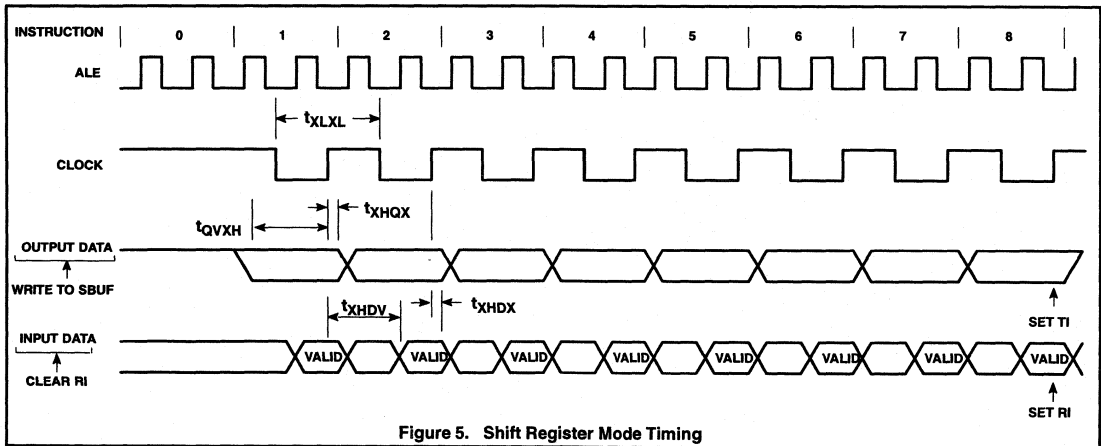 INSTRUCTION | 0 | 1 | 2 | 3 | 4 | 5 | 6 | 7 | 8 |
ALE
tXLXL
CLOCK
tQVXH
tXHQX
OUTPUT DATA
WRITE TO SBUF
tXHDV
tXHDX
SET TI
INPUT DATA
VALID VALID VALID VALID VALID VALID VALID VALID
CLEAR RI
SET RI
Figure 5. Shift Register Mode Timing